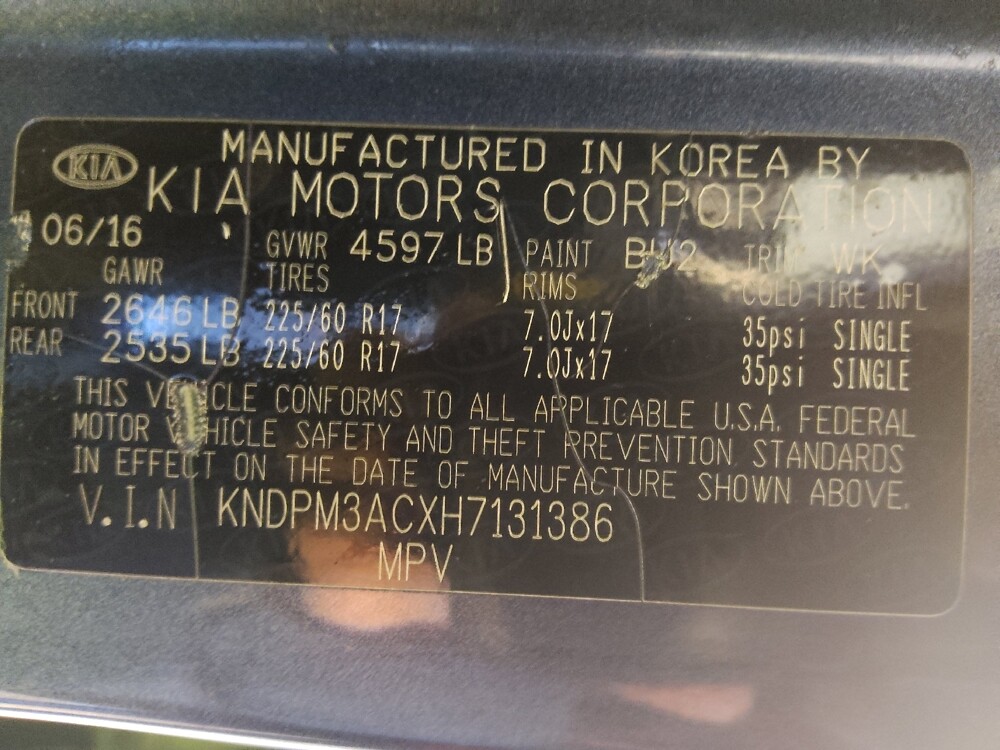 KIA
MANUFACTURED IN KOREA BY
KIA MOTORS CORPORATION
06/16 GVWR 4597 LB PAINT BU2 TRIM WK
GAWR TIRES RIMS COLD TIRE INFL
FRONT 2646 LB 225/60 R17 7.0Jx17 35psi SINGLE
REAR 2535 LB 225/60 R17 7.0Jx17 35psi SINGLE
THIS VEHICLE CONFORMS TO ALL APPLICABLE U.S.A. FEDERAL
MOTOR VEHICLE SAFETY AND THEFT PREVENTION STANDARDS
IN EFFECT ON THE DATE OF MANUFACTURE SHOWN ABOVE.
V.I.N KNDPM3ACXH7131386
MPV